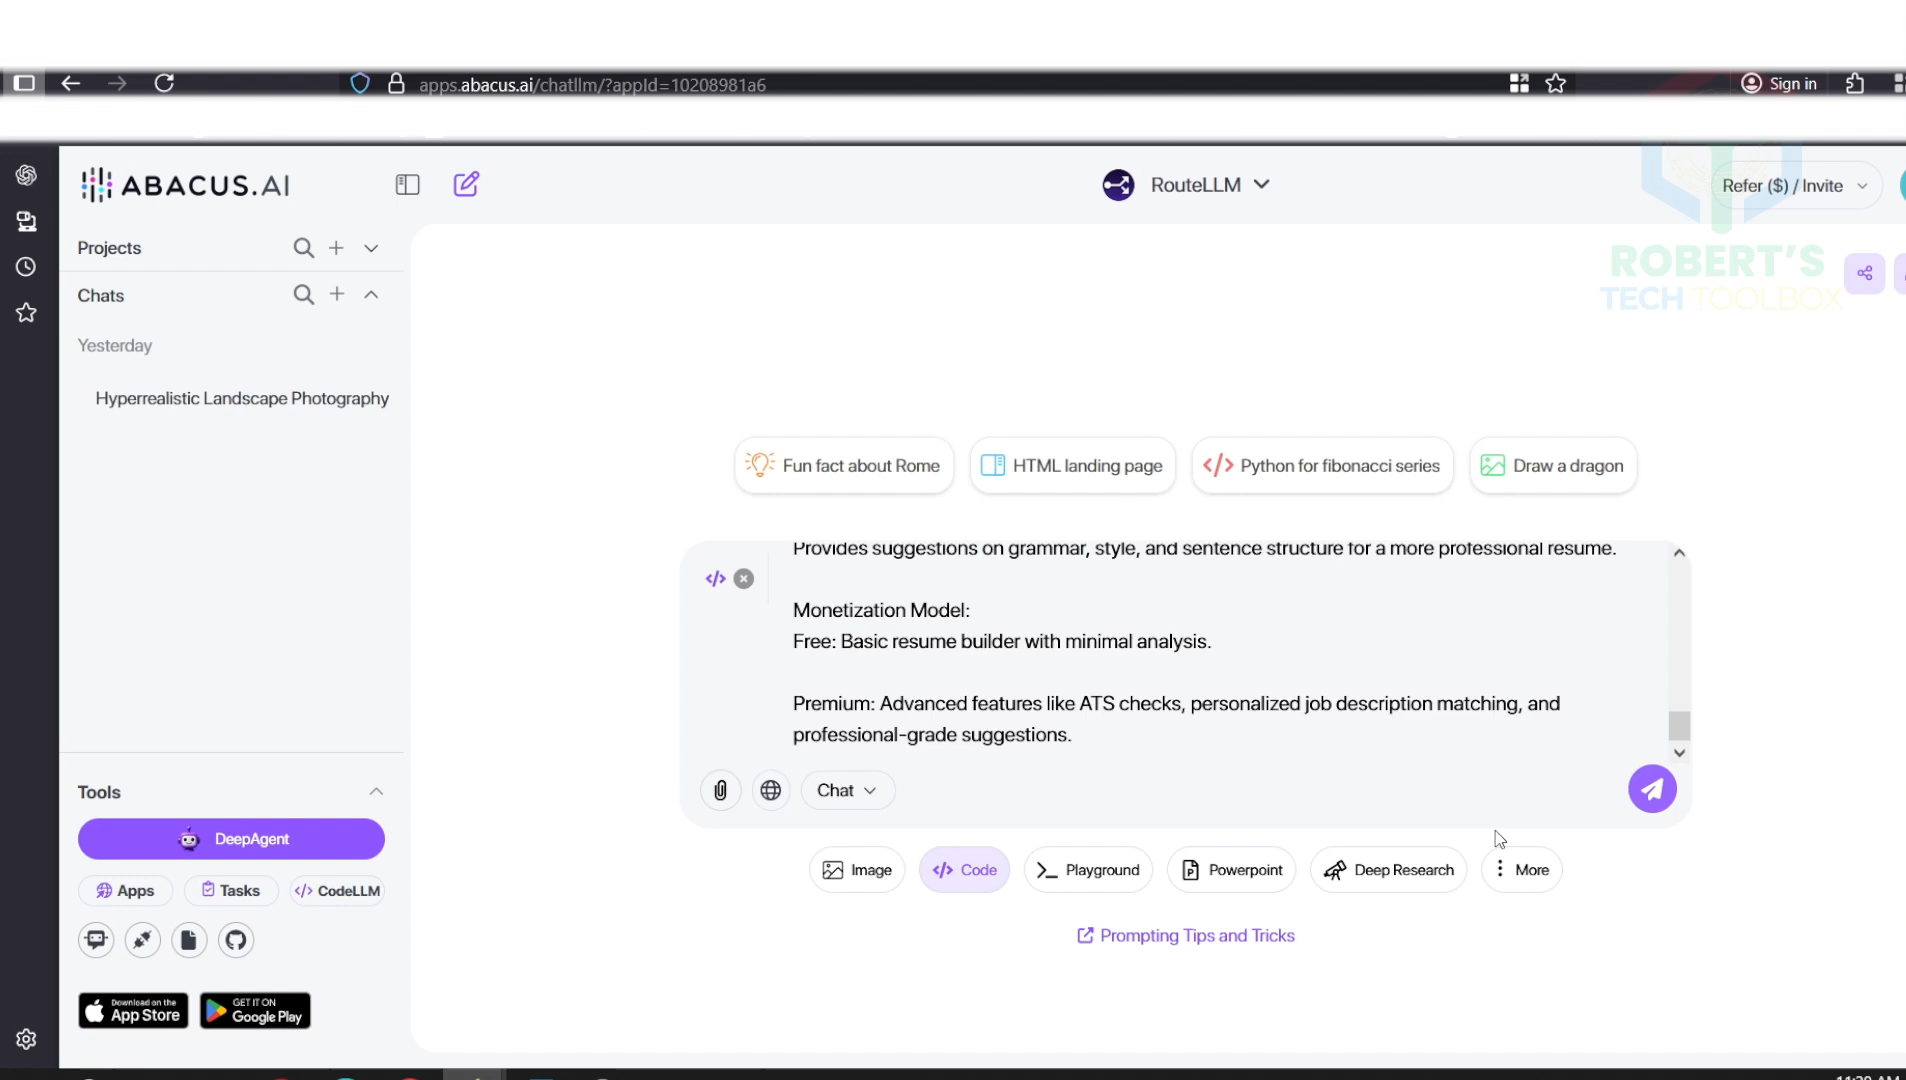 apps.abacus.ai/chatllm/?appId=10208981a6
Sign in
ABACUS.AI
RouteLLM
Refer ($) / Invite
Projects
ROBERT'S
TECH TOOLBOX
Chats
Yesterday
Hyperrealistic Landscape Photography
Fun fact about Rome
HTML landing page
</> Python for fibonacci series
Draw a dragon
Provides suggestions on grammar, style, and sentence structure for a more professional resume.
</>
Monetization Model:
Free: Basic resume builder with minimal analysis.
Premium: Advanced features like ATS checks, personalized job description matching, and
professional-grade suggestions.
Chat
Tools
DeepAgent
Image
</> Code
Playground
Powerpoint
Deep Research
More
Apps
Tasks
</> CodeLLM
Prompting Tips and Tricks
Download on the
App Store
GET IT ON
Google Play